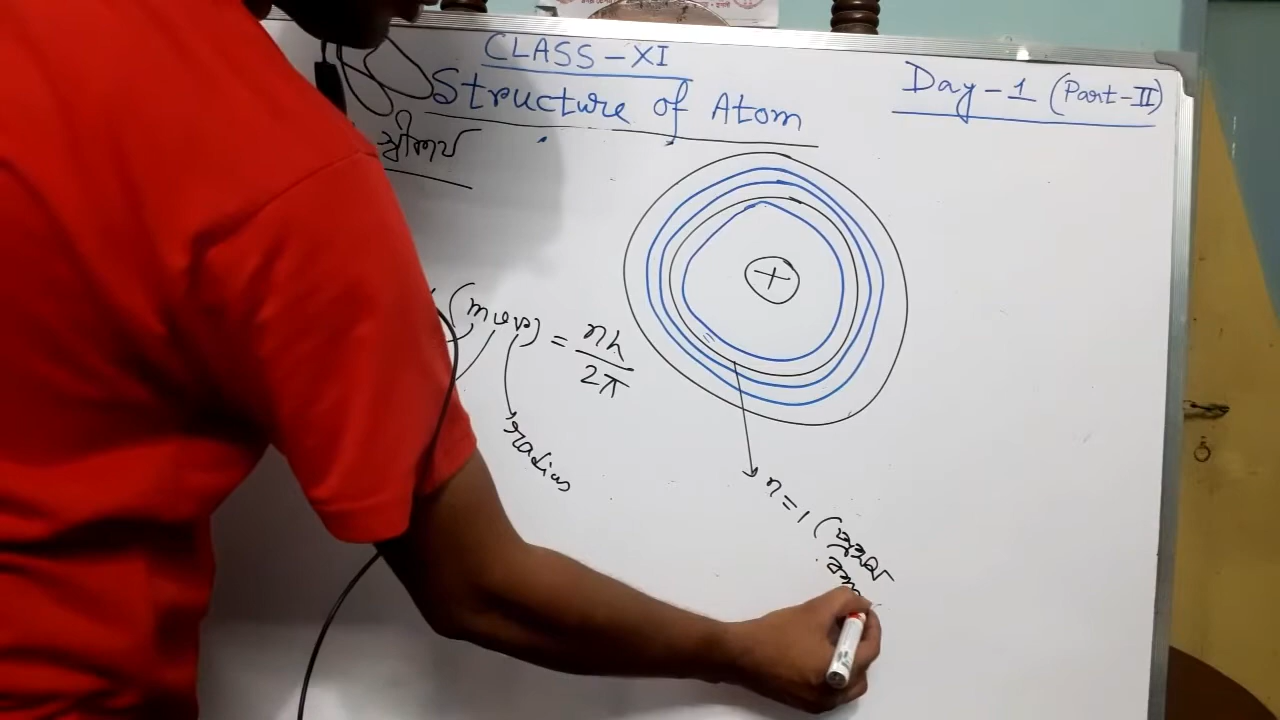 CLASS-XI
Structure of Atom
Day-1 (Part-II)
স্বীকার্য
(mvr) = nh
2π
radius
+
n=1